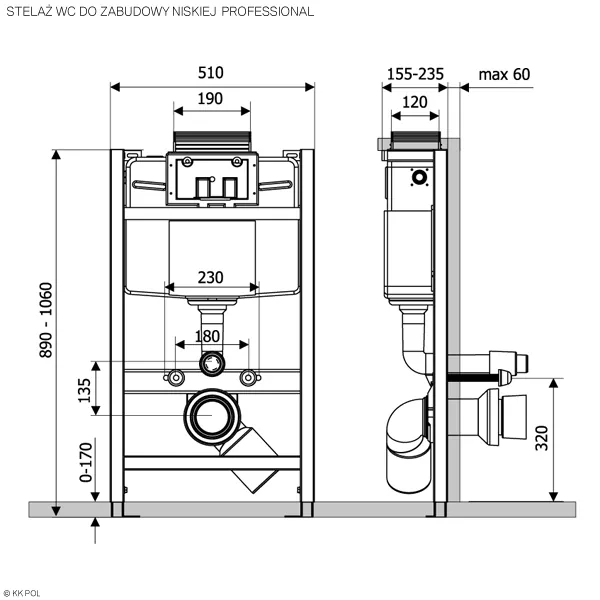 STELAŻ WC DO ZABUDOWY NISKIEJ PROFESSIONAL
510
155-235
max 60
190
120
890 - 1060
230
180
135
0-170
320
© KK POL